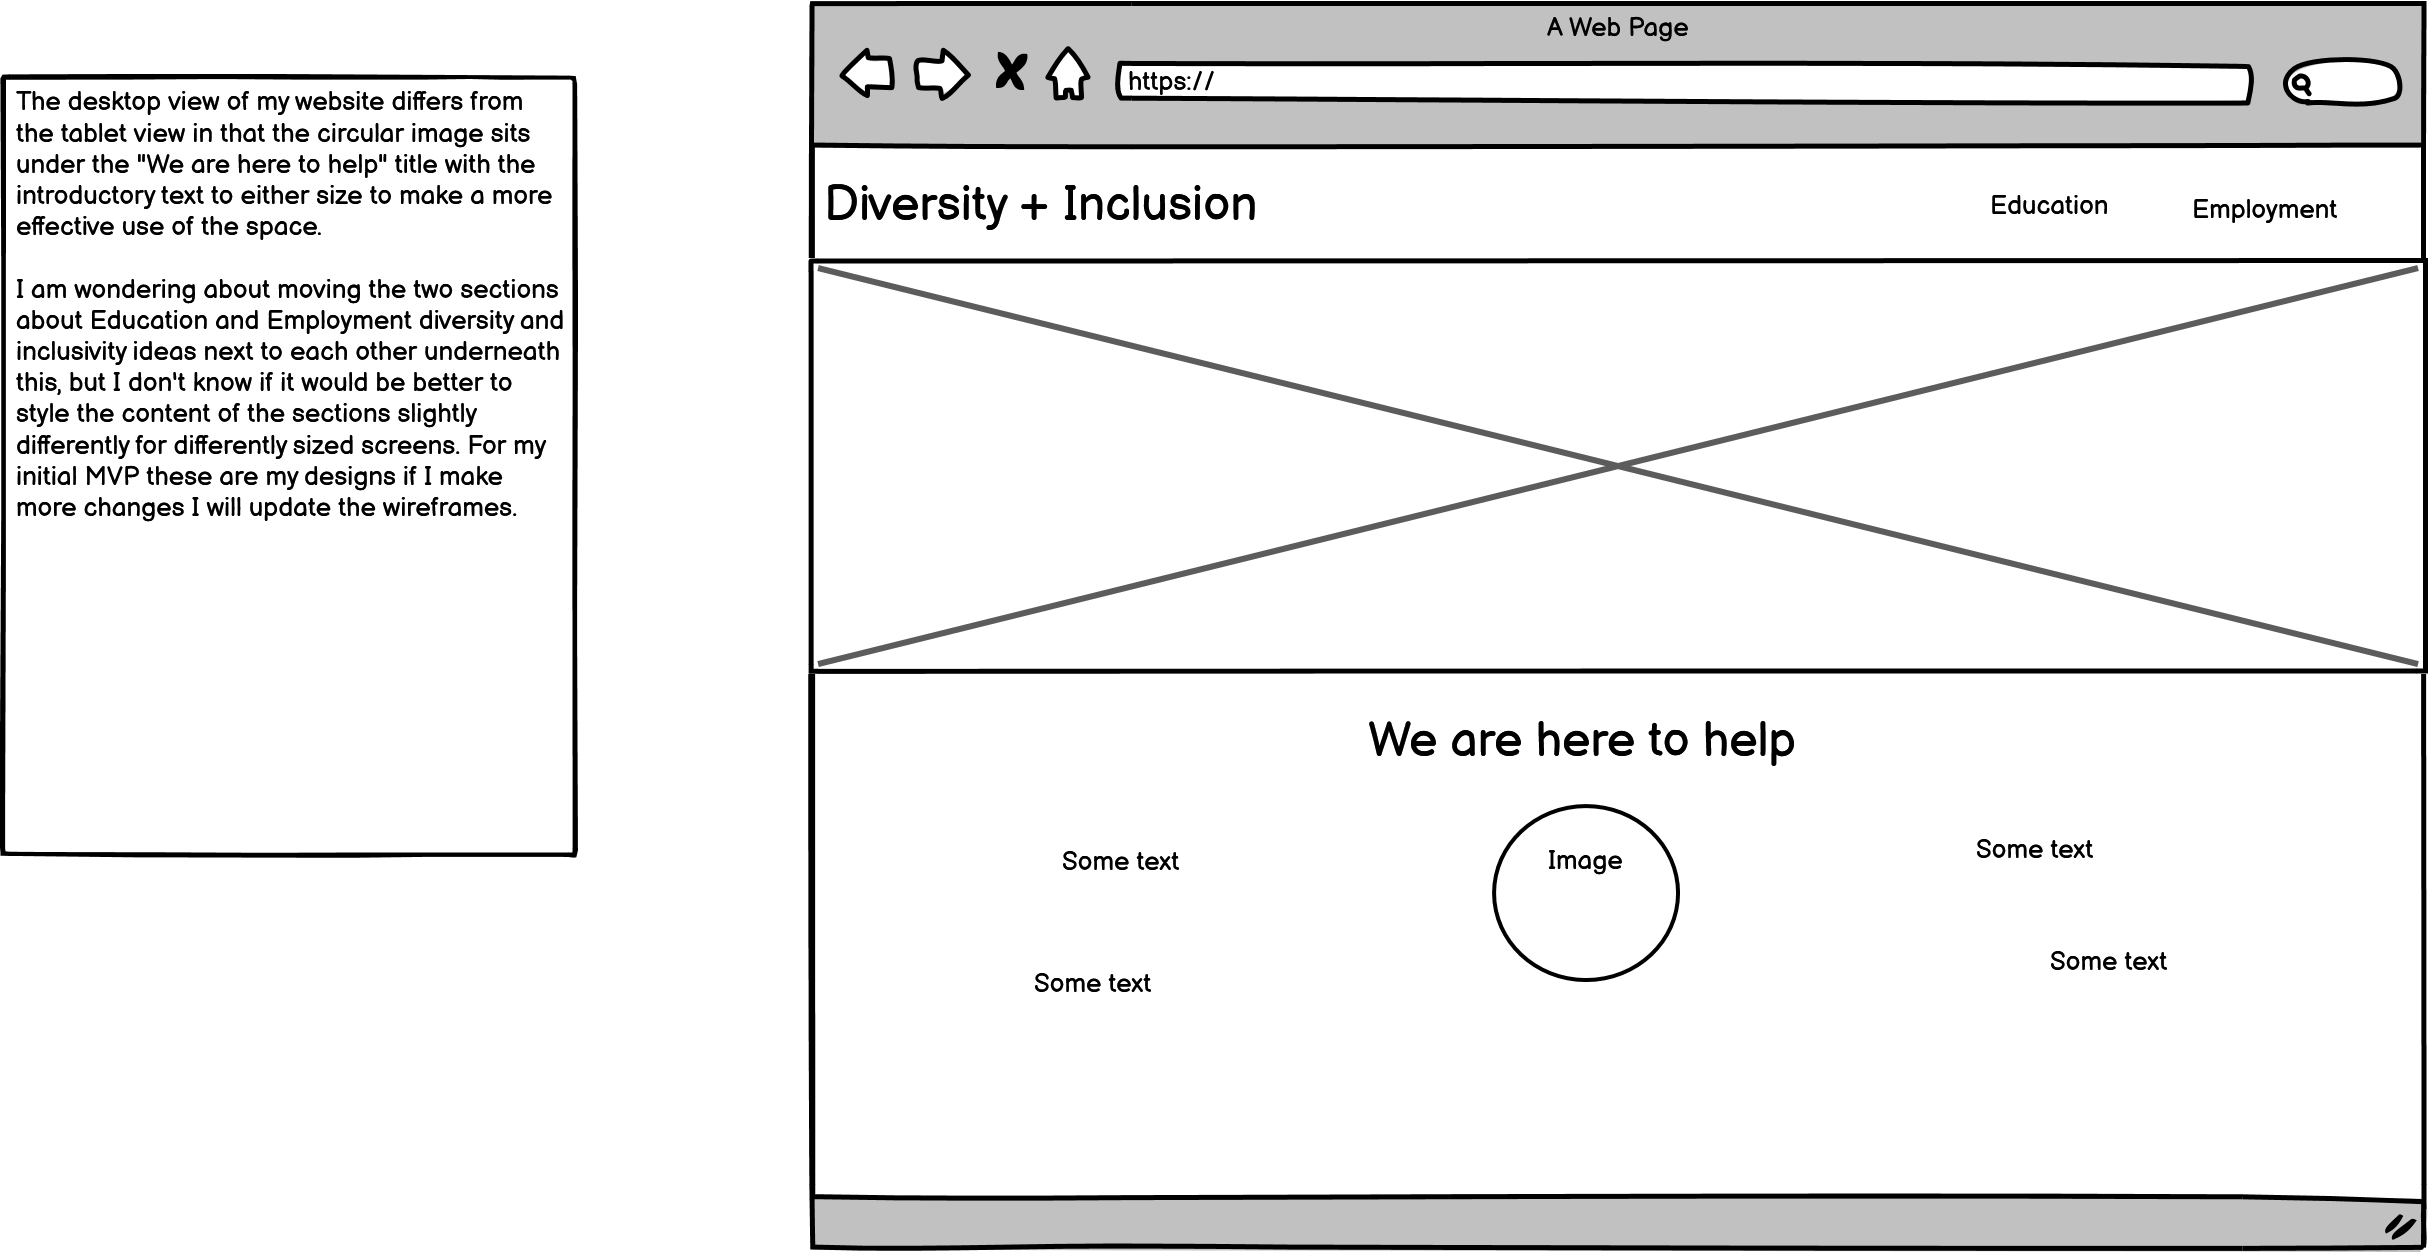 The desktop view of my website differs from
the tablet view in that the circular image sits
under the "We are here to help" title with the
introductory text to either size to make a more
effective use of the space.
I am wondering about moving the two sections
about Education and Employment diversity and
inclusivity ideas next to each other underneath
this, but I don't know if it would be better to
style the content of the sections slightly
differently for differently sized screens. For my
initial MVP these are my designs if I make
more changes I will update the wireframes.
A Web Page
https://
Diversity + Inclusion
Education
Employment
We are here to help
Some text
Image
Some text
Some text
Some text